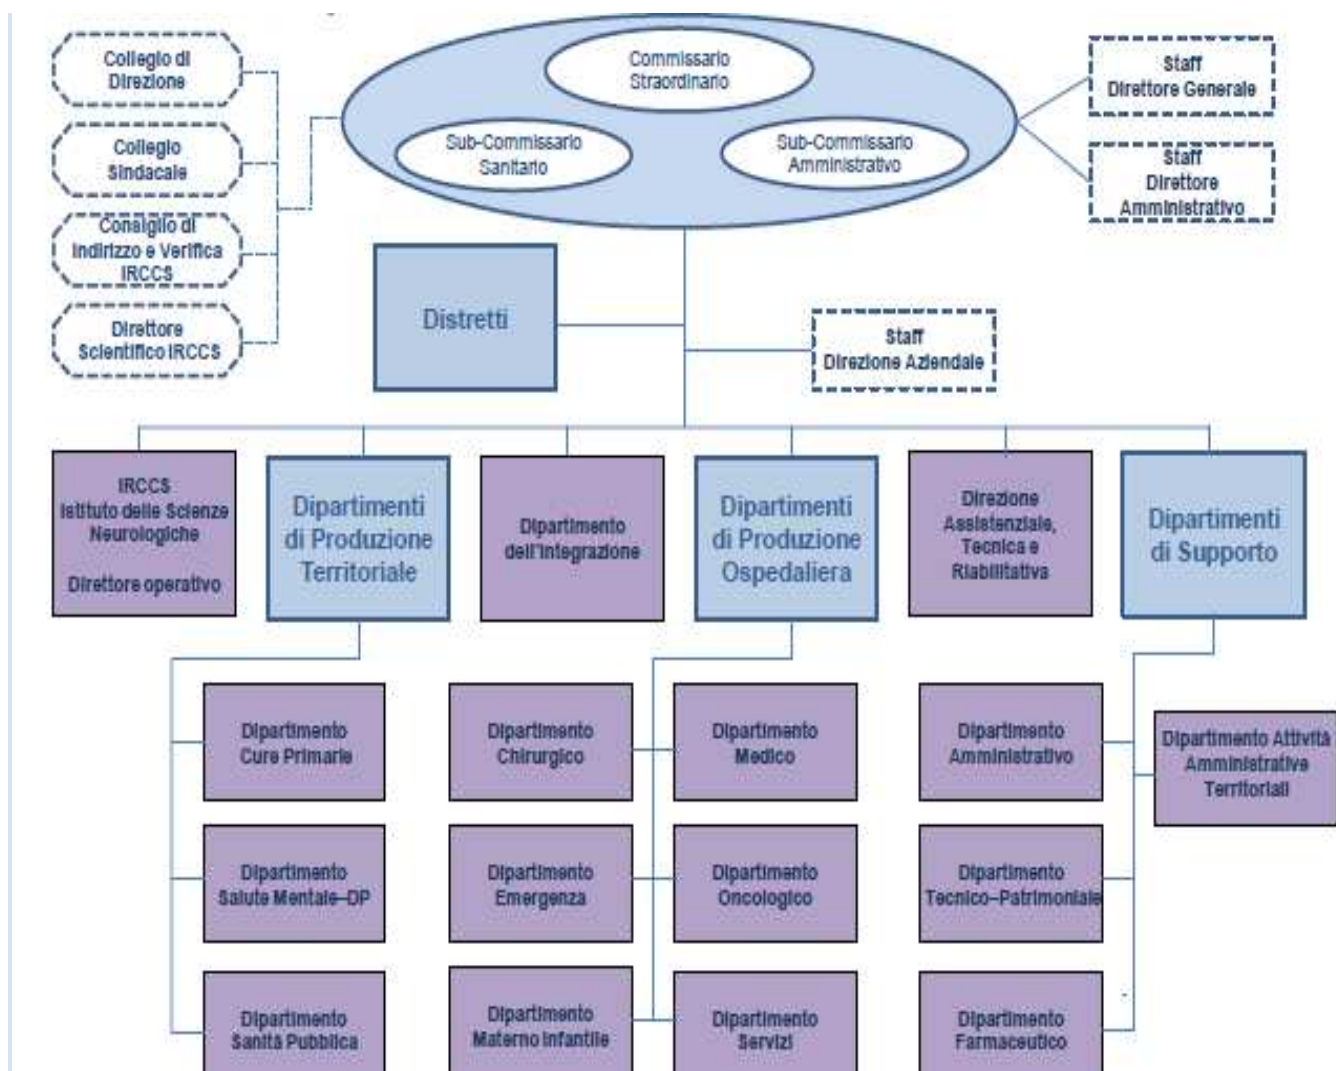 Collegio di
Direzione
Collegio
Sindacale
Consiglio di
Indirizzo e Verifica
IRCCS
Direttore
Scientifico IRCCS
Commissario
Straordinario
Sub-Commissario
Sanitario
Sub-Commissario
Amministrativo
Staff
Direttore Generale
Staff
Direttore
Amministrativo
Distretti
Staff
Direzione Aziendale
IRCCS
Istituto delle Scienze
Neurologiche
Direttore operativo
Dipartimenti
di Produzione
Territoriale
Dipartimento
dell'Integrazione
Dipartimenti
di Produzione
Ospedaliera
Direzione
Assistenziale,
Tecnica e
Riabilitativa
Dipartimenti
di Supporto
Dipartimento
Cure Primarie
Dipartimento
Chirurgico
Dipartimento
Medico
Dipartimento
Amministrativo
Dipartimento Attività
Amministrative
Territoriali
Dipartimento
Salute Mentale–DP
Dipartimento
Emergenza
Dipartimento
Oncologico
Dipartimento
Tecnico–Patrimoniale
Dipartimento
Sanità Pubblica
Dipartimento
Materno Infantile
Dipartimento
Servizi
Dipartimento
Farmaceutico